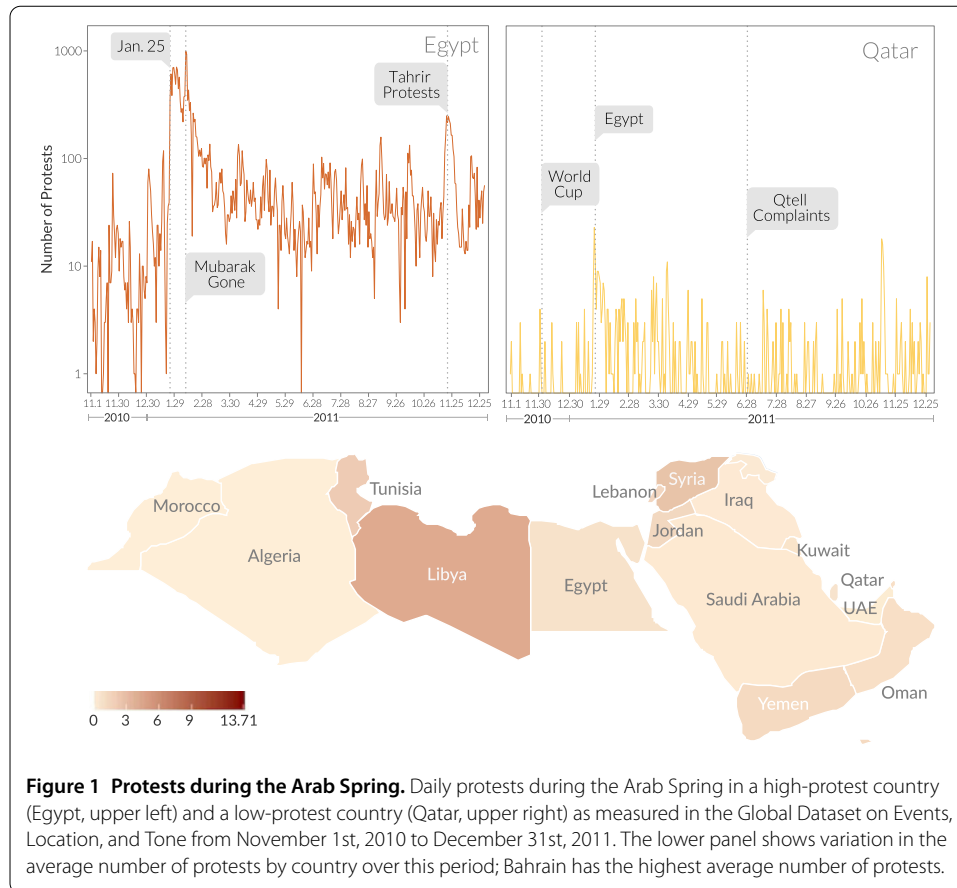 Egypt
Qatar
Number of Protests
1000
100
10
1
Jan. 25
Mubarak
Gone
Tahrir
Protests
11.1 11.30 12.30 1.29 2.28 3.30 4.29 5.29 6.28 7.28 8.27 9.26 10.26 11.25 12.25
2010 2011
World
Cup
Egypt
Qtell
Complaints
11.1 11.30 12.30 1.29 2.28 3.30 4.29 5.29 6.28 7.28 8.27 9.26 10.26 11.25 12.25
2010 2011
Morocco
Algeria
Tunisia
Libya
Egypt
Lebanon
Syria
Jordan
Iraq
Kuwait
Saudi Arabia
Qatar
UAE
Oman
Yemen
0 3 6 9 13.71
Figure 1 Protests during the Arab Spring. Daily protests during the Arab Spring in a high-protest country
(Egypt, upper left) and a low-protest country (Qatar, upper right) as measured in the Global Dataset on Events,
Location, and Tone from November 1st, 2010 to December 31st, 2011. The lower panel shows variation in the
average number of protests by country over this period; Bahrain has the highest average number of protests.